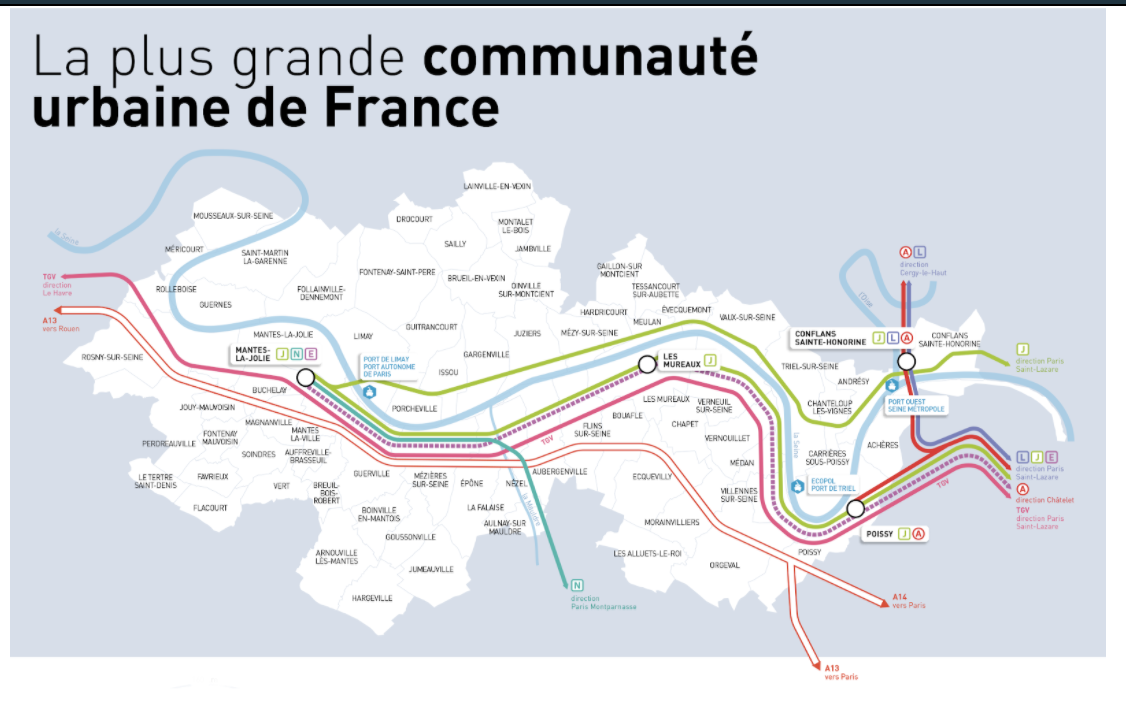 La plus grande communauté
urbaine de France
LAINVILLE-EN-VEXIN
MOUSSEAUX-SUR-SEINE
DROCOURT
MONTALET
LE-BOIS
la Seine
MÉRICOURT
SAINT-MARTIN
LA-GARENNE
SAILLY
JAMBVILLE
TGV
direction
Le Havre
ROLLEBOISE
FOLLAINVILLE-
DENNEMONT
FONTENAY-SAINT-PERE
BRUEIL-EN-VEXIN
OINVILLE
SUR-MONTCIENT
GAILLON-SUR
MONTCIENT
TESSANCOURT
SUR-AUBETTE
A L
direction
Cergy-le-Haut
l'Oise
GUERNES
A13
vers Rouen
HARDRICOURT
ÉVECQUEMONT
MEULAN
VAUX-SUR-SEINE
MANTES-LA-JOLIE
LIMAY
GUITRANCOURT
JUZIERS
MÉZY-SUR-SEINE
CONFLANS
SAINTE-HONORINE J L A
CONFLANS
SAINTE-HONORINE
ROSNY-SUR-SEINE
MANTES-
LA-JOLIE J N E
PORT DE LIMAY
PORT AUTONOME
DE PARIS
GARGENVILLE
ISSOU
LES
MUREAUX J
TRIEL-SUR-SEINE
ANDRÉSY
J
direction Paris
Saint-Lazare
BUCHELAY
PORCHEVILLE
LES MUREAUX
VERNEUIL
SUR-SEINE
CHANTELOUP
LES-VIGNES
PORT OUEST
SEINE MÉTROPOLE
JOUY-MAUVOISIN
MAGNANVILLE
MANTES
LA-VILLE
BOUAFLE
CHAPET
FLINS
SUR-SEINE
VERNOUILLET
la Seine
ACHÈRES
PERDREAUVILLE
FONTENAY
MAUVOISIN
SOINDRES
AUFFREVILLE-
BRASSEUIL
TGV
MÉDAN
CARRIÈRES
SOUS-POISSY
L J E
direction Paris
Saint-Lazare
LE TERTRE
SAINT-DENIS
FAVRIEUX
VERT
GUERVILLE
MÉZIÈRES
SUR-SEINE
ÉPÔNE
NÉZEL
AUBERGENVILLE
ECQUEVILLY
ECOPOL
PORT DE TRIEL
TGV
A
direction Châtelet
TGV
direction Paris
Saint-Lazare
BREUIL-
BOIS-
ROBERT
VILLENNES
SUR-SEINE
FLACOURT
BOINVILLE
EN-MANTOIS
LA FALAISE
la Mauldre
AULNAY-SUR
MAULDRE
MORAINVILLIERS
POISSY J A
GOUSSONVILLE
ARNOUVILLE
LÈS-MANTES
JUMEAUVILLE
LES ALLUETS-LE-ROI
ORGEVAL
POISSY
HARGEVILLE
N
direction
Paris Montparnasse
A14
vers Paris
A13
vers Paris